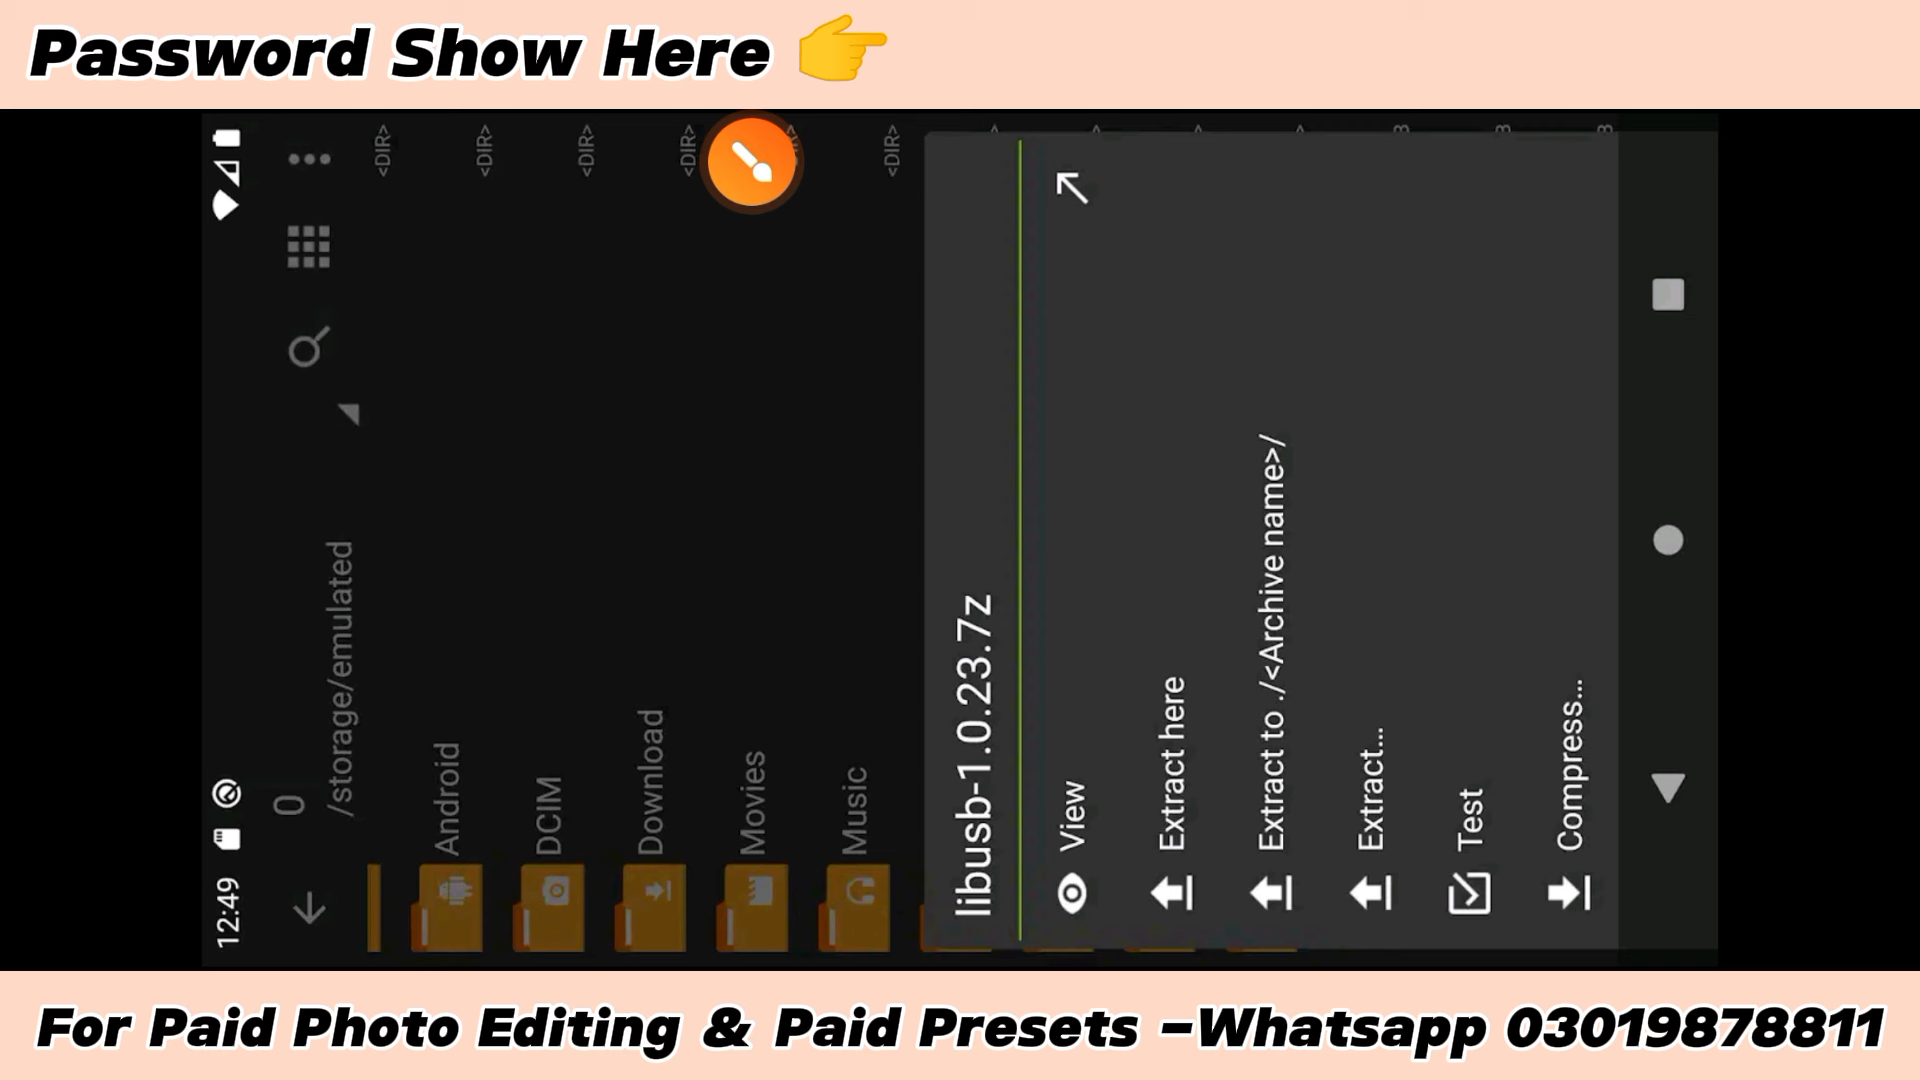 Password Show Here 👉
12:49
0
/storage/emulated
<DIR>
Android
<DIR>
DCIM
<DIR>
Download
<DIR>
Movies
Music
<DIR>
libusb-1.0.23.7z
View
Extract here
Extract to ./<Archive name>/
Extract...
Test
Compress...
For Paid Photo Editing & Paid Presets -Whatsapp 03019878811